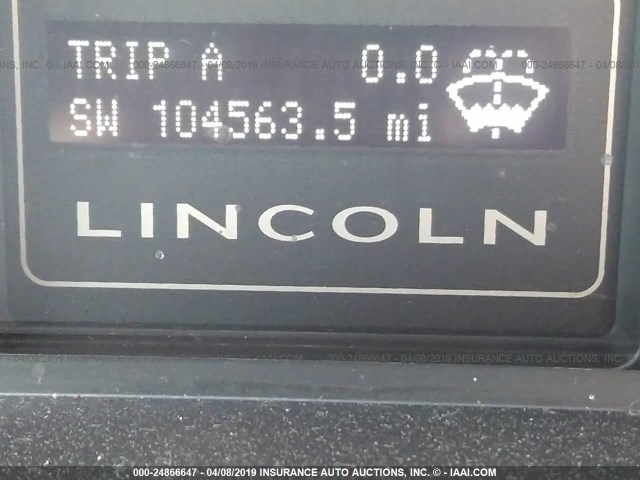 TRIP A 0.0
SW 104563.5 mi
LINCOLN
000-24866647 - 04/08/2019 INSURANCE AUTO AUCTIONS, INC. - © IAAI.COM